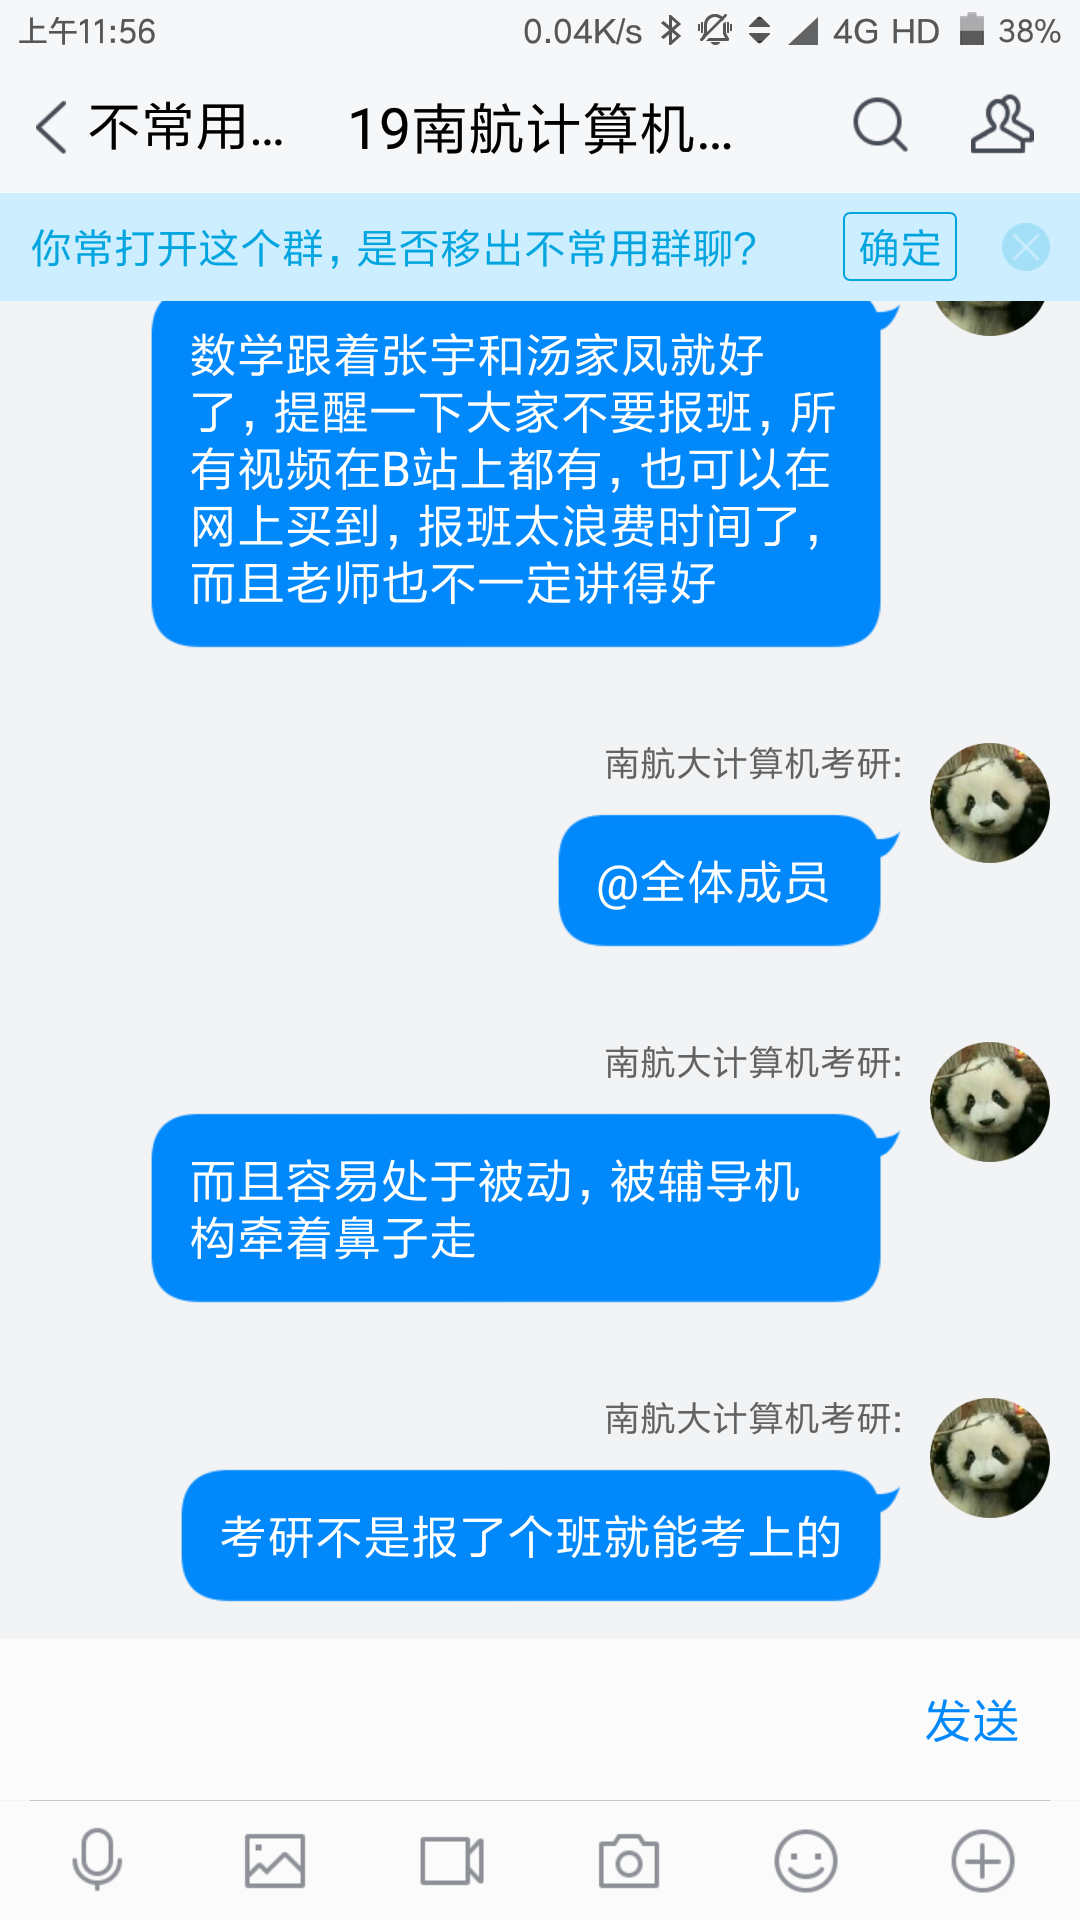 上午11:56
0.04K/s 4G HD 38%
不常用... 19南航计算机...
你常打开这个群，是否移出不常用群聊？ 确定
数学跟着张宇和汤家凤就好
了，提醒一下大家不要报班，所
有视频在B站上都有，也可以在
网上买到，报班太浪费时间了，
而且老师也不一定讲得好
南航大计算机考研:
@全体成员
南航大计算机考研:
而且容易处于被动，被辅导机
构牵着鼻子走
南航大计算机考研:
考研不是报了个班就能考上的
发送